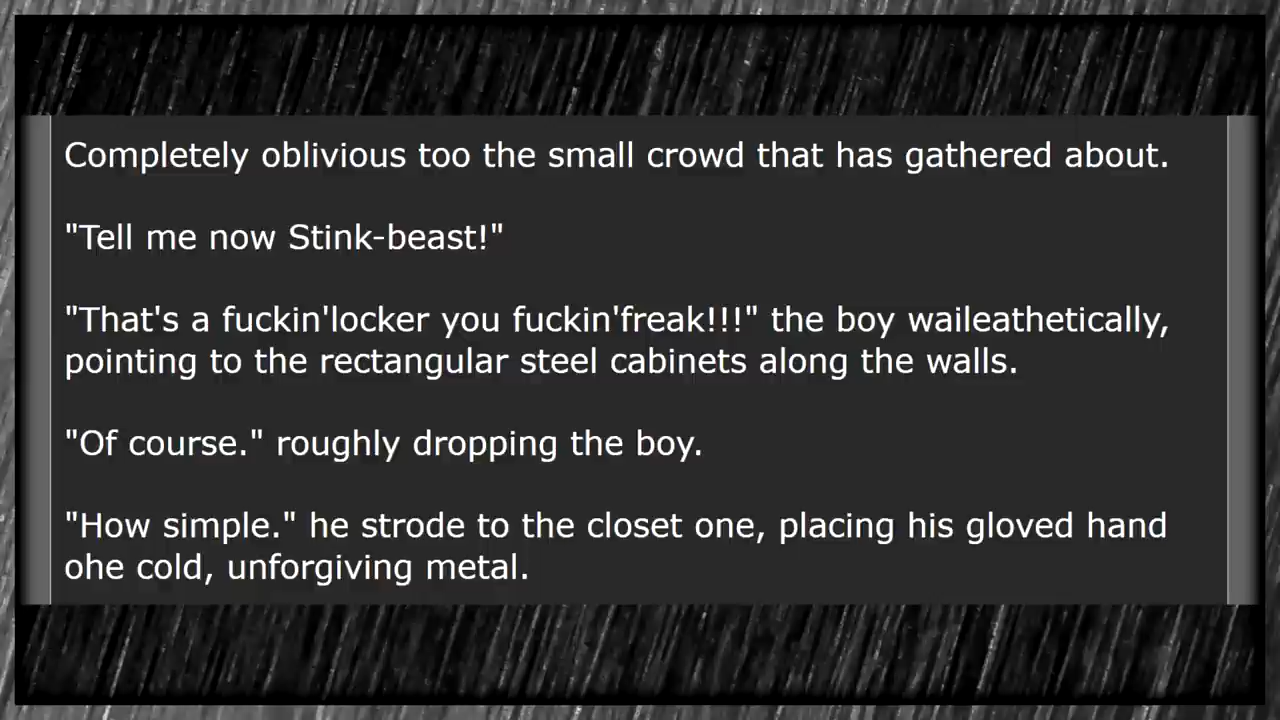 Completely oblivious too the small crowd that has gathered about.
"Tell me now Stink-beast!"
"That's a fuckin'locker you fuckin'freak!!!" the boy waileathetically,
pointing to the rectangular steel cabinets along the walls.
"Of course." roughly dropping the boy.
"How simple." he strode to the closet one, placing his gloved hand
ohe cold, unforgiving metal.